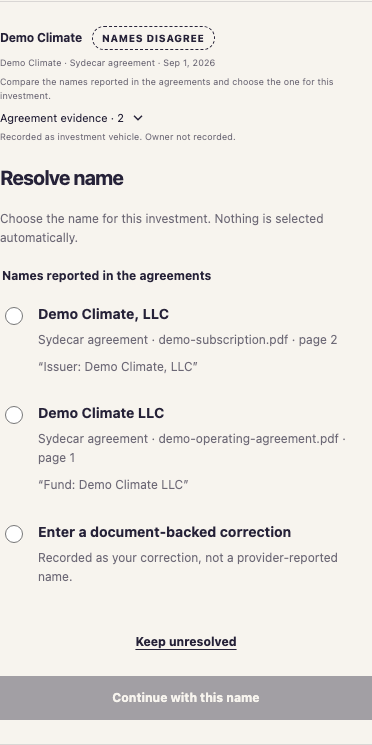 Demo Climate NAMES DISAGREE
Demo Climate · Sydecar agreement · Sep 1, 2026
Compare the names reported in the agreements and choose the one for this
investment.
Agreement evidence · 2
Recorded as investment vehicle. Owner not recorded.
Resolve name
Choose the name for this investment. Nothing is selected
automatically.
Names reported in the agreements
Demo Climate, LLC
Sydecar agreement · demo-subscription.pdf · page 2
“Issuer: Demo Climate, LLC”
Demo Climate LLC
Sydecar agreement · demo-operating-agreement.pdf ·
page 1
“Fund: Demo Climate LLC”
Enter a document-backed correction
Recorded as your correction, not a provider-reported
name.
Keep unresolved
Continue with this name